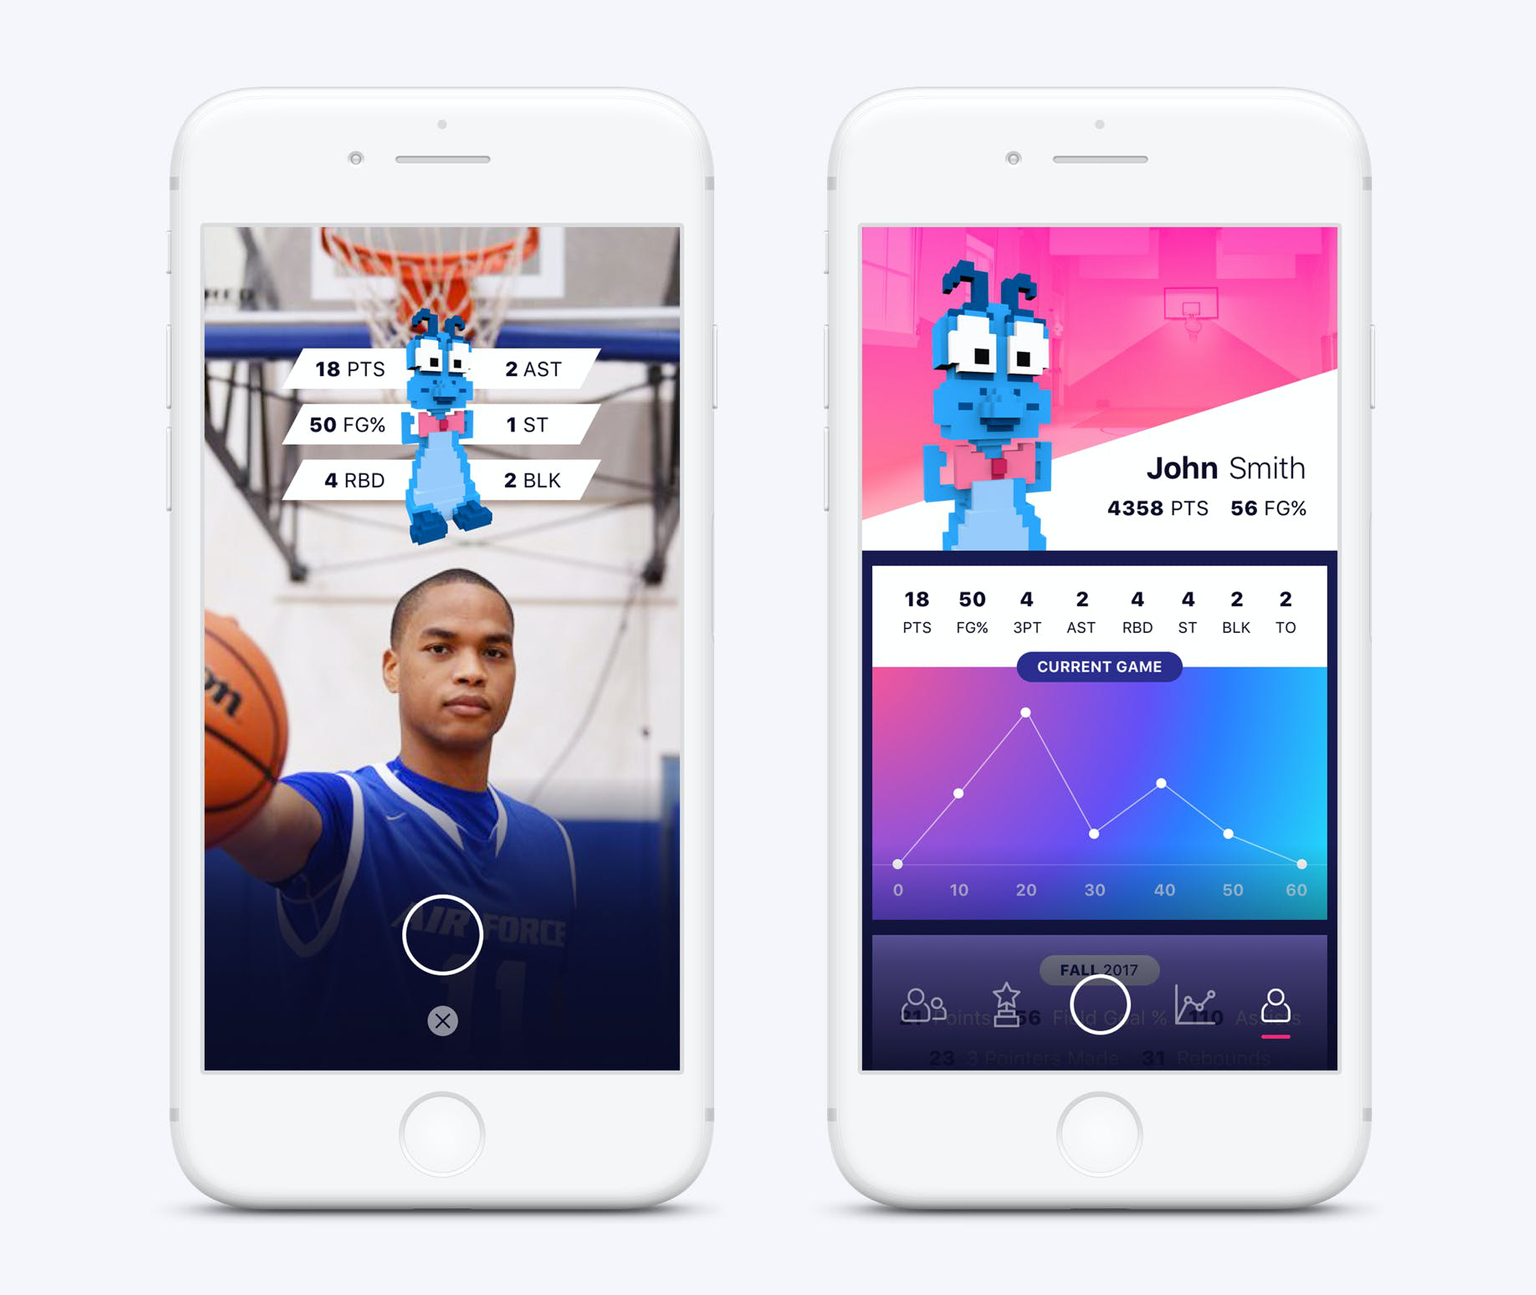 18 PTS 2 AST
50 FG% 1 ST
4 RBD 2 BLK
AIR FORCE
11
John Smith
4358 PTS 56 FG%
18 50 4 2 4 4 2 2
PTS FG% 3PT AST RBD ST BLK TO
CURRENT GAME
0 10 20 30 40 50 60
FALL 2017
21 Points 56 Field Goal % 110 Assists
23 3 Pointers Made 31 Rebounds